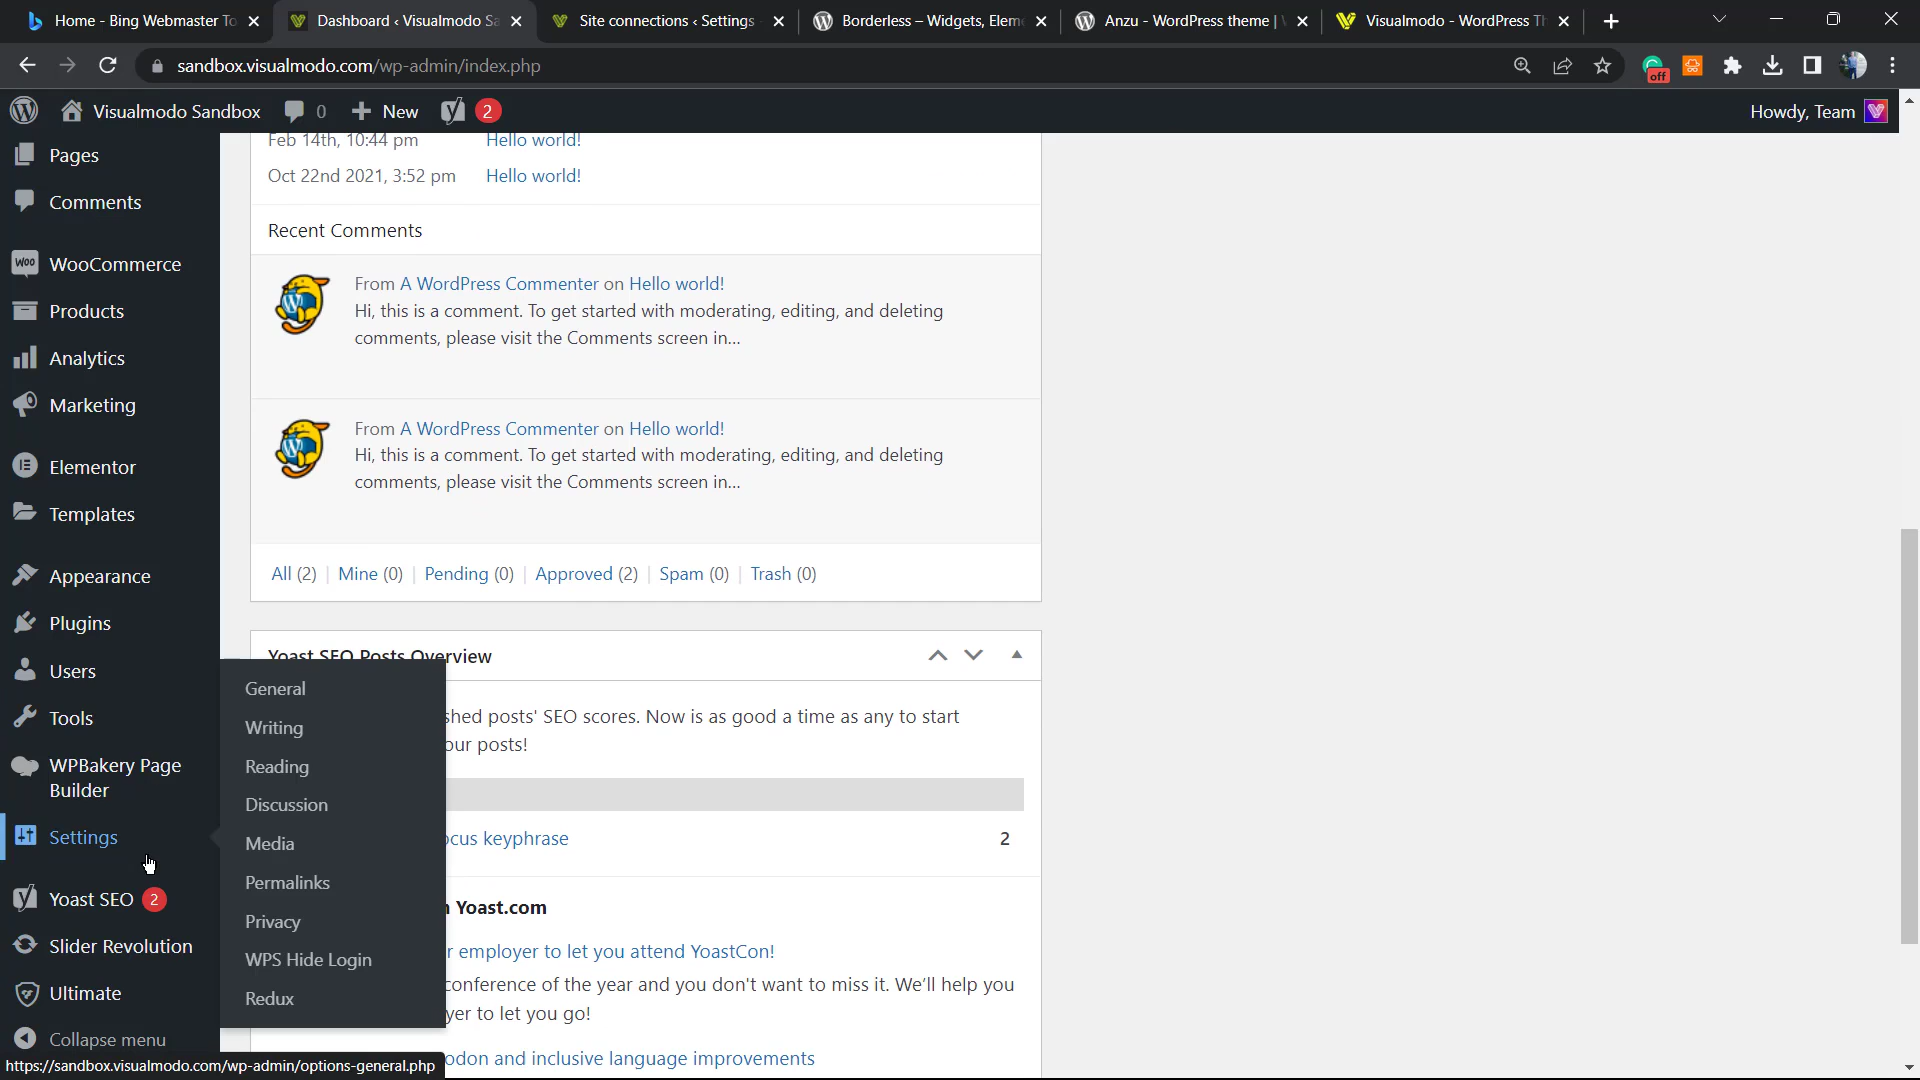 Home - Bing Webmaster To
Dashboard ‹ Visualmodo Sa
Site connections ‹ Settings
Borderless – Widgets, Elem
Anzu - WordPress theme |
Visualmodo - WordPress Th
sandbox.visualmodo.com/wp-admin/index.php
off
Visualmodo Sandbox
0
New
2
Howdy, Team
Pages
Comments
WooCommerce
Products
Analytics
Marketing
Elementor
Templates
Appearance
Plugins
Users
Tools
WPBakery Page
Builder
Settings
Yoast SEO 2
Slider Revolution
Ultimate
Collapse menu
General
Writing
Reading
Discussion
Media
Permalinks
Privacy
WPS Hide Login
Redux
Feb 14th, 10:44 pm Hello world!
Oct 22nd 2021, 3:52 pm Hello world!
Recent Comments
From A WordPress Commenter on Hello world!
Hi, this is a comment. To get started with moderating, editing, and deleting
comments, please visit the Comments screen in...
From A WordPress Commenter on Hello world!
Hi, this is a comment. To get started with moderating, editing, and deleting
comments, please visit the Comments screen in...
All (2) | Mine (0) | Pending (0) | Approved (2) | Spam (0) | Trash (0)
Yoast SEO Posts Overview
shed posts' SEO scores. Now is as good a time as any to start
our posts!
ocus keyphrase 2
Yoast.com
r employer to let you attend YoastCon!
conference of the year and you don't want to miss it. We'll help you
yer to let you go!
odon and inclusive language improvements
https://sandbox.visualmodo.com/wp-admin/options-general.php